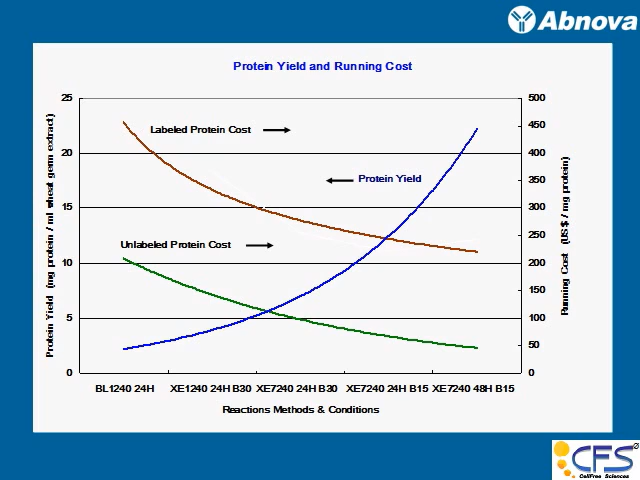 Abnova
Protein Yield and Running Cost
25
20
15
10
5
0
Protein Yield (mg protein / ml wheat germ extract)
Labeled Protein Cost
Protein Yield
Unlabeled Protein Cost
500
450
400
350
300
250
200
150
100
50
0
Running Cost (US$ / mg protein)
BL1240 24H XE1240 24H B30 XE7240 24H B30 XE7240 24H B15 XE7240 48H B15
Reactions Methods & Conditions
CFS
CellFree Sciences